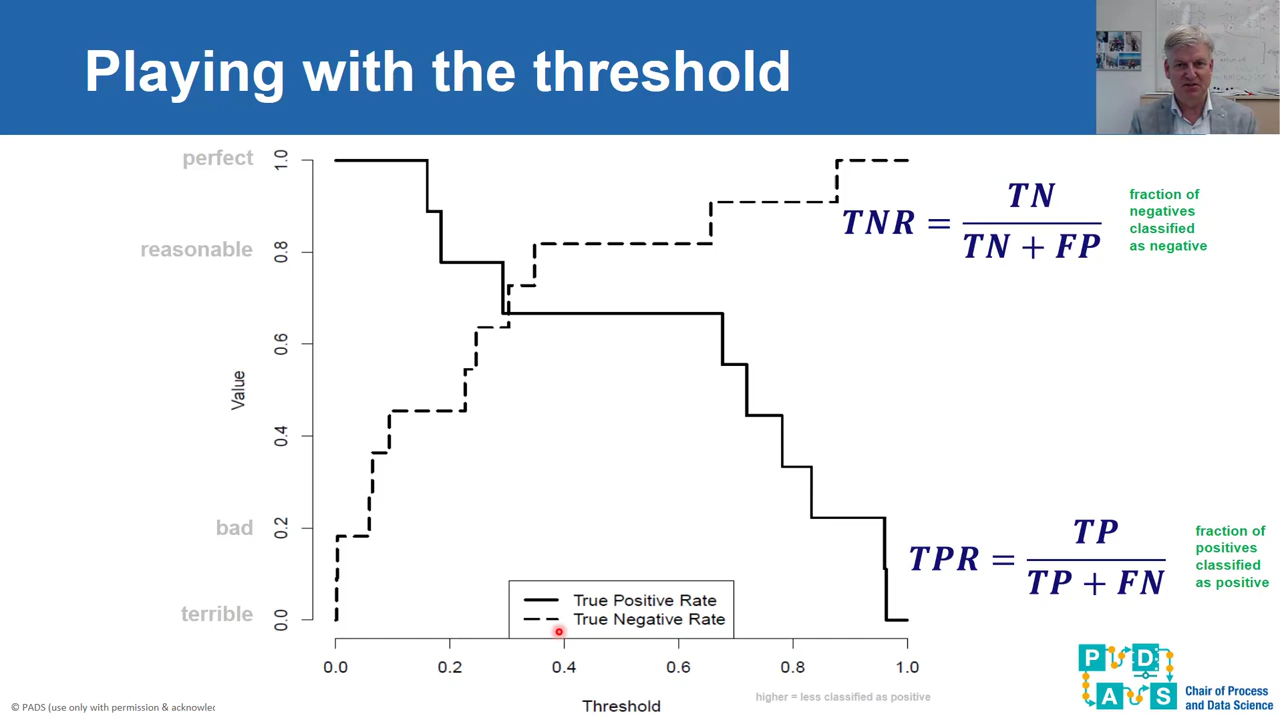 Playing with the threshold
perfect
reasonable
bad
terrible
Value
1.0
0.8
0.6
0.4
0.2
0.0
TNR = TN / TN + FP
fraction of
negatives
classified
as negative
TPR = TP / TP + FN
fraction of
positives
classified
as positive
True Positive Rate
True Negative Rate
0.0 0.2 0.4 0.6 0.8 1.0
Threshold
higher = less classified as positive
P D
A S
Chair of Process
and Data Science
© PADS (use only with permission & acknowlec